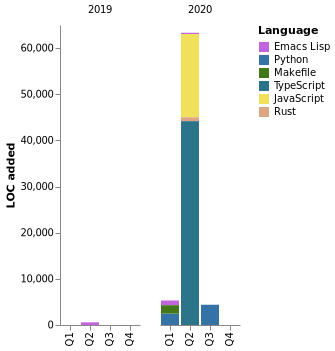 2019
2020
LOC added
60,000
50,000
40,000
30,000
20,000
10,000
0
Q1
Q2
Q3
Q4
Q1
Q2
Q3
Q4
Language
Emacs Lisp
Python
Makefile
TypeScript
JavaScript
Rust